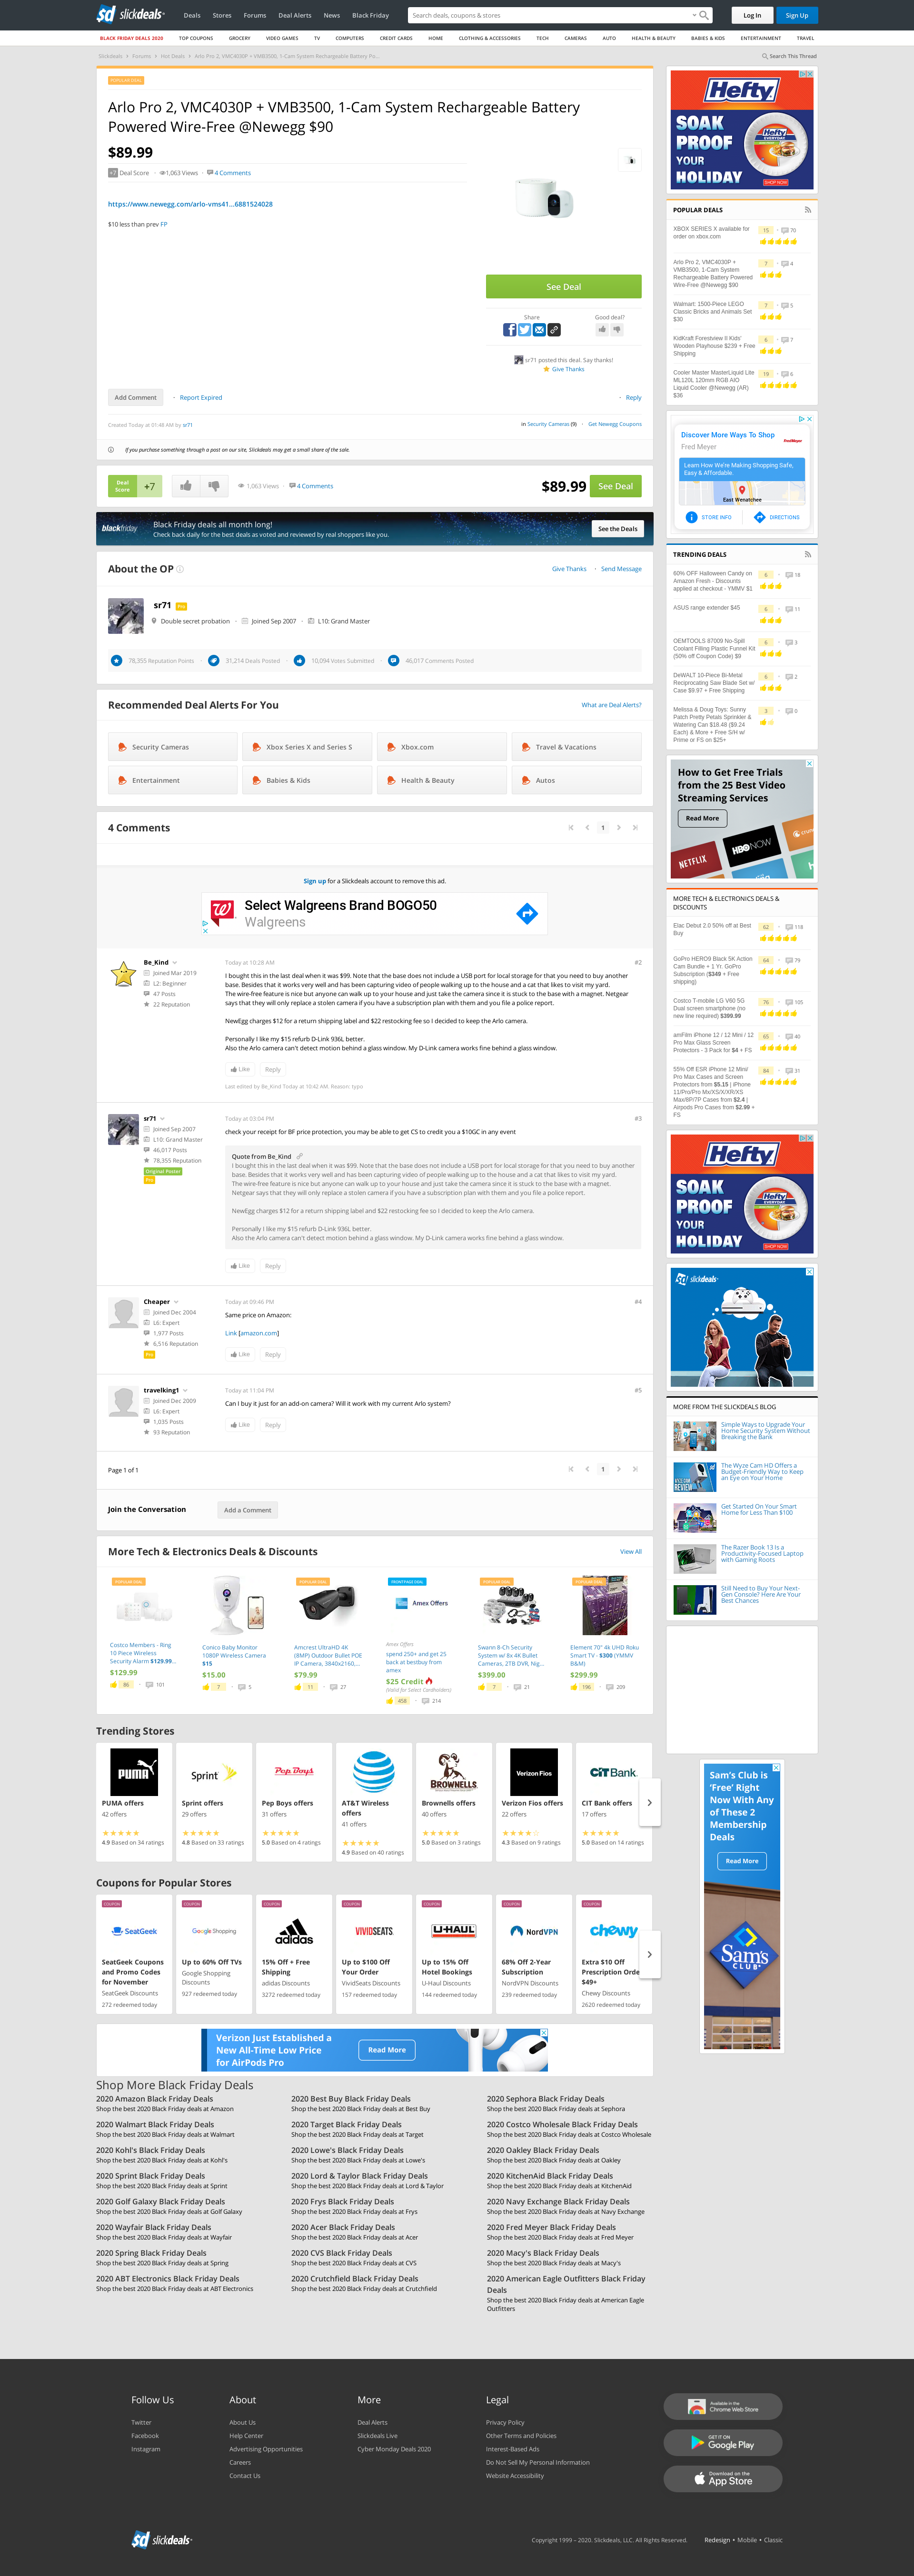 slickdeals
Deals Stores Forums Deal Alerts News Black Friday
Search deals, coupons & stores
Log In
Sign Up
BLACK FRIDAY DEALS 2020 TOP COUPONS GROCERY VIDEO GAMES TV COMPUTERS CREDIT CARDS HOME CLOTHING & ACCESSORIES TECH CAMERAS AUTO HEALTH & BEAUTY BABIES & KIDS ENTERTAINMENT TRAVEL
Slickdeals Forums Hot Deals Arlo Pro 2, VMC4030P + VMB3500, 1-Cam System Rechargeable Battery Po...
Search This Thread
POPULAR DEAL
Arlo Pro 2, VMC4030P + VMB3500, 1-Cam System Rechargeable Battery
Powered Wire-Free @Newegg $90
$89.99
+7 Deal Score 1,063 Views 4 Comments
https://www.newegg.com/arlo-vms41...6881524028
$10 less than prev FP
See Deal
Share
Good deal?
sr71 posted this deal. Say thanks!
Give Thanks
Add Comment
Report Expired
Reply
Created Today at 01:48 AM by sr71
in Security Cameras (9) Get Newegg Coupons
If you purchase something through a post on our site, Slickdeals may get a small share of the sale.
Deal
Score
+7
1,063 Views 4 Comments
$89.99
See Deal
blackfriday
Black Friday deals all month long!
Check back daily for the best deals as voted and reviewed by real shoppers like you.
See the Deals
About the OP
Give Thanks Send Message
sr71 Pro
Double secret probation Joined Sep 2007 L10: Grand Master
78,355 Reputation Points 31,214 Deals Posted 10,094 Votes Submitted 46,017 Comments Posted
Recommended Deal Alerts For You
What are Deal Alerts?
Security Cameras
Xbox Series X and Series S
Xbox.com
Travel & Vacations
Entertainment
Babies & Kids
Health & Beauty
Autos
4 Comments
1
Sign up for a Slickdeals account to remove this ad.
Select Walgreens Brand BOGO50
Walgreens
Be_Kind
Joined Mar 2019
L2: Beginner
47 Posts
22 Reputation
Today at 10:28 AM
#2
I bought this in the last deal when it was $99. Note that the base does not include a USB port for local storage for that you need to buy another
base. Besides that it works very well and has been capturing video of people walking up to the house and a cat that likes to visit my yard.
The wire-free feature is nice but anyone can walk up to your house and just take the camera since it is stuck to the base with a magnet. Netgear
says that they will only replace a stolen camera if you have a subscription plan with them and you file a police report.
NewEgg charges $12 for a return shipping label and $22 restocking fee so I decided to keep the Arlo camera.
Personally I like my $15 refurb D-Link 936L better.
Also the Arlo camera can't detect motion behind a glass window. My D-Link camera works fine behind a glass window.
Like
Reply
Last edited by Be_Kind Today at 10:42 AM. Reason: typo
sr71
Joined Sep 2007
L10: Grand Master
46,017 Posts
78,355 Reputation
Original Poster
Pro
Today at 03:04 PM
#3
check your receipt for BF price protection, you may be able to get CS to credit you a $10GC in any event
Quote from Be_Kind
I bought this in the last deal when it was $99. Note that the base does not include a USB port for local storage for that you need to buy another
base. Besides that it works very well and has been capturing video of people walking up to the house and a cat that likes to visit my yard.
The wire-free feature is nice but anyone can walk up to your house and just take the camera since it is stuck to the base with a magnet.
Netgear says that they will only replace a stolen camera if you have a subscription plan with them and you file a police report.
NewEgg charges $12 for a return shipping label and $22 restocking fee so I decided to keep the Arlo camera.
Personally I like my $15 refurb D-Link 936L better.
Also the Arlo camera can't detect motion behind a glass window. My D-Link camera works fine behind a glass window.
Like
Reply
Cheaper
Joined Dec 2004
L6: Expert
1,977 Posts
6,516 Reputation
Pro
Today at 09:46 PM
#4
Same price on Amazon:
Link [amazon.com]
Like
Reply
travelking1
Joined Dec 2009
L6: Expert
1,035 Posts
93 Reputation
Today at 11:04 PM
#5
Can I buy it just for an add-on camera? Will it work with my current Arlo system?
Like
Reply
Page 1 of 1
1
Join the Conversation
Add a Comment
More Tech & Electronics Deals & Discounts
View All
POPULAR DEAL
Costco Members - Ring
10 Piece Wireless
Security Alarm $129.99...
$129.99
86 101
Conico Baby Monitor
1080P Wireless Camera
$15
$15.00
7 5
POPULAR DEAL
Amcrest UltraHD 4K
(8MP) Outdoor Bullet POE
IP Camera, 3840x2160,...
$79.99
11 27
FRONTPAGE DEAL
Amex Offers
Amex Offers
spend $250+ and get 25
back at bestbuy from
amex
$25 Credit
(Valid for Select Cardholders)
458 214
POPULAR DEAL
Swann 8-Ch Security
System w/ 8x 4K Bullet
Cameras, 2TB DVR, Nig...
$399.00
7 21
POPULAR DEAL
Element 70" 4k UHD Roku
Smart TV - $300 (YMMV
B&M)
$299.99
196 209
Trending Stores
PUMA
PUMA offers
42 offers
4.9 Based on 34 ratings
Sprint
Sprint offers
29 offers
4.8 Based on 33 ratings
Pep Boys
Pep Boys offers
31 offers
5.0 Based on 4 ratings
AT&T Wireless
offers
41 offers
4.9 Based on 40 ratings
BROWNELLS
Brownells offers
40 offers
5.0 Based on 3 ratings
Verizon Fios
Verizon Fios offers
22 offers
4.3 Based on 9 ratings
CIT Bank
CIT Bank offers
17 offers
5.0 Based on 14 ratings
Coupons for Popular Stores
COUPON
SeatGeek
SeatGeek Coupons
and Promo Codes
for November
SeatGeek Discounts
272 redeemed today
COUPON
Google Shopping
Up to 60% Off TVs
Google Shopping
Discounts
927 redeemed today
COUPON
adidas
15% Off + Free
Shipping
adidas Discounts
3272 redeemed today
COUPON
VIVIDSEATS
Up to $100 Off
Your Order
VividSeats Discounts
157 redeemed today
COUPON
U-HAUL
Up to 15% Off
Hotel Bookings
U-Haul Discounts
144 redeemed today
COUPON
NordVPN
68% Off 2-Year
Subscription
NordVPN Discounts
239 redeemed today
COUPON
chewy
Extra $10 Off
Prescription Orde
$49+
Chewy Discounts
2620 redeemed today
Verizon Just Established a
New All-Time Low Price
for AirPods Pro
Read More
Shop More Black Friday Deals
2020 Amazon Black Friday Deals
Shop the best 2020 Black Friday deals at Amazon
2020 Best Buy Black Friday Deals
Shop the best 2020 Black Friday deals at Best Buy
2020 Sephora Black Friday Deals
Shop the best 2020 Black Friday deals at Sephora
2020 Walmart Black Friday Deals
Shop the best 2020 Black Friday deals at Walmart
2020 Target Black Friday Deals
Shop the best 2020 Black Friday deals at Target
2020 Costco Wholesale Black Friday Deals
Shop the best 2020 Black Friday deals at Costco Wholesale
2020 Kohl's Black Friday Deals
Shop the best 2020 Black Friday deals at Kohl's
2020 Lowe's Black Friday Deals
Shop the best 2020 Black Friday deals at Lowe's
2020 Oakley Black Friday Deals
Shop the best 2020 Black Friday deals at Oakley
2020 Sprint Black Friday Deals
Shop the best 2020 Black Friday deals at Sprint
2020 Lord & Taylor Black Friday Deals
Shop the best 2020 Black Friday deals at Lord & Taylor
2020 KitchenAid Black Friday Deals
Shop the best 2020 Black Friday deals at KitchenAid
2020 Golf Galaxy Black Friday Deals
Shop the best 2020 Black Friday deals at Golf Galaxy
2020 Frys Black Friday Deals
Shop the best 2020 Black Friday deals at Frys
2020 Navy Exchange Black Friday Deals
Shop the best 2020 Black Friday deals at Navy Exchange
2020 Wayfair Black Friday Deals
Shop the best 2020 Black Friday deals at Wayfair
2020 Acer Black Friday Deals
Shop the best 2020 Black Friday deals at Acer
2020 Fred Meyer Black Friday Deals
Shop the best 2020 Black Friday deals at Fred Meyer
2020 Spring Black Friday Deals
Shop the best 2020 Black Friday deals at Spring
2020 CVS Black Friday Deals
Shop the best 2020 Black Friday deals at CVS
2020 Macy's Black Friday Deals
Shop the best 2020 Black Friday deals at Macy's
2020 ABT Electronics Black Friday Deals
Shop the best 2020 Black Friday deals at ABT Electronics
2020 Crutchfield Black Friday Deals
Shop the best 2020 Black Friday deals at Crutchfield
2020 American Eagle Outfitters Black Friday
Deals
Shop the best 2020 Black Friday deals at American Eagle
Outfitters
Hefty
SOAK
PROOF
YOUR
HOLIDAY
SHOP NOW
POPULAR DEALS
XBOX SERIES X available for
order on xbox.com
15 70
Arlo Pro 2, VMC4030P +
VMB3500, 1-Cam System
Rechargeable Battery Powered
Wire-Free @Newegg $90
7 4
Walmart: 1500-Piece LEGO
Classic Bricks and Animals Set
$30
7 5
KidKraft Forestview II Kids'
Wooden Playhouse $239 + Free
Shipping
6 7
Cooler Master MasterLiquid Lite
ML120L 120mm RGB AIO
Liquid Cooler @Newegg (AR)
$36
19 6
Discover More Ways To Shop
Fred Meyer
Learn How We're Making Shopping Safe,
Easy & Affordable.
East Wenatchee
STORE INFO
DIRECTIONS
TRENDING DEALS
60% OFF Halloween Candy on
Amazon Fresh - Discounts
applied at checkout - YMMV $1
6 18
ASUS range extender $45
6 11
OEMTOOLS 87009 No-Spill
Coolant Filling Plastic Funnel Kit
(50% off Coupon Code) $9
6 3
DeWALT 10-Piece Bi-Metal
Reciprocating Saw Blade Set w/
Case $9.97 + Free Shipping
6 2
Melissa & Doug Toys: Sunny
Patch Pretty Petals Sprinkler &
Watering Can $18.48 ($9.24
Each) & More + Free S/H w/
Prime or FS on $25+
3 0
How to Get Free Trials
from the 25 Best Video
Streaming Services
Read More
NETFLIX
HBO NOW
MORE TECH & ELECTRONICS DEALS &
DISCOUNTS
Elac Debut 2.0 50% off at Best
Buy
62 118
GoPro HERO9 Black 5K Action
Cam Bundle + 1 Yr. GoPro
Subscription ($349 + Free
shipping)
64 79
Costco T-mobile LG V60 5G
Dual screen smartphone (no
new line required) $399.99
76 105
amFilm iPhone 12 / 12 Mini / 12
Pro Max Glass Screen
Protectors - 3 Pack for $4 + FS
65 40
55% Off ESR iPhone 12 Mini/
Pro Max Cases and Screen
Protectors from $5.15 | iPhone
11/Pro/Pro Mx/XS/X/XR/XS
Max/8P/7P Cases from $2.4 |
Airpods Pro Cases from $2.99 +
FS
84 31
Hefty
SOAK
PROOF
YOUR
HOLIDAY
SHOP NOW
slickdeals
MORE FROM THE SLICKDEALS BLOG
Simple Ways to Upgrade Your
Home Security System Without
Breaking the Bank
The Wyze Cam HD Offers a
Budget-Friendly Way to Keep
an Eye on Your Home
Get Started On Your Smart
Home for Less Than $100
The Razer Book 13 Is a
Productivity-Focused Laptop
with Gaming Roots
Still Need to Buy Your Next-
Gen Console? Here Are Your
Best Chances
Sam's Club is
'Free' Right
Now With Any
of These 2
Membership
Deals
Read More
Sam's
CLUB
Follow Us
Twitter
Facebook
Instagram
About
About Us
Help Center
Advertising Opportunities
Careers
Contact Us
More
Deal Alerts
Slickdeals Live
Cyber Monday Deals 2020
Legal
Privacy Policy
Other Terms and Policies
Interest-Based Ads
Do Not Sell My Personal Information
Website Accessibility
Available in the
Chrome Web Store
GET IT ON
Google Play
Download on the
App Store
slickdeals
Copyright 1999 - 2020. Slickdeals, LLC. All Rights Reserved.
Redesign • Mobile • Classic